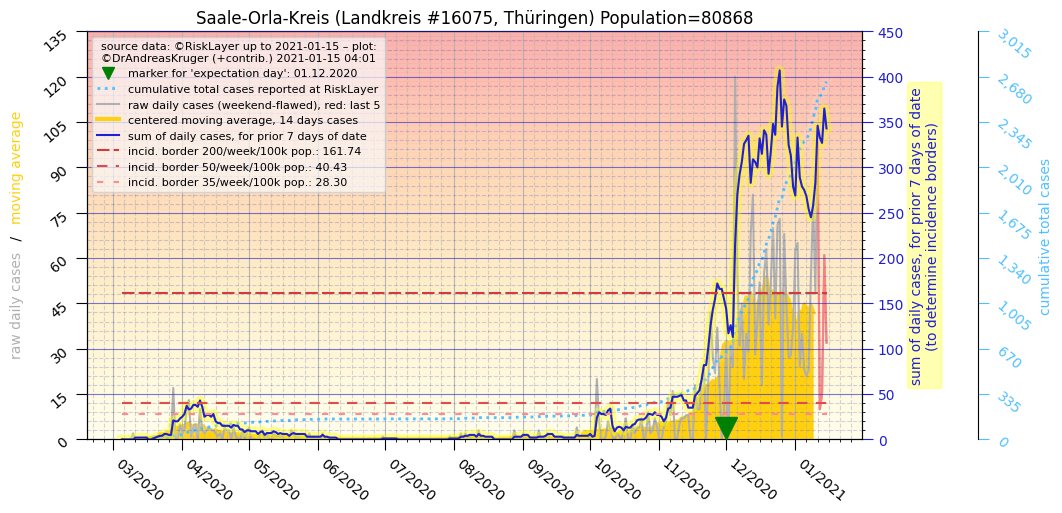 Saale-Orla-Kreis (Landkreis #16075, Thüringen) Population=80868
source data: ©RiskLayer up to 2021-01-15 – plot:
©DrAndreasKruger (+contrib.) 2021-01-15 04:01
marker for 'expectation day': 01.12.2020
cumulative total cases reported at RiskLayer
raw daily cases (weekend-flawed), red: last 5
centered moving average, 14 days cases
sum of daily cases, for prior 7 days of date
incid. border 200/week/100k pop.: 161.74
incid. border 50/week/100k pop.: 40.43
incid. border 35/week/100k pop.: 28.30
raw daily cases / moving average
135
120
105
90
75
60
45
30
15
0
03/2020
04/2020
05/2020
06/2020
07/2020
08/2020
09/2020
10/2020
11/2020
12/2020
01/2021
450
400
350
300
250
200
150
100
50
0
sum of daily cases, for prior 7 days of date
(to determine incidence borders)
3,015
2,680
2,345
2,010
1,675
1,340
1,005
670
335
0
cumulative total cases